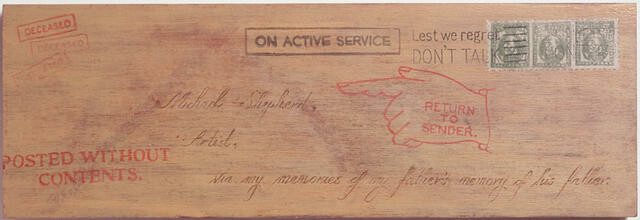 DECEASED
DECEASED
ON ACTIVE SERVICE
Lest we regret
DON'T TAL
RETURN
TO
SENDER.
Michael Shepherd.
Artist.
POSTED WITHOUT
CONTENTS.
via my memories of my father's memory of his father.